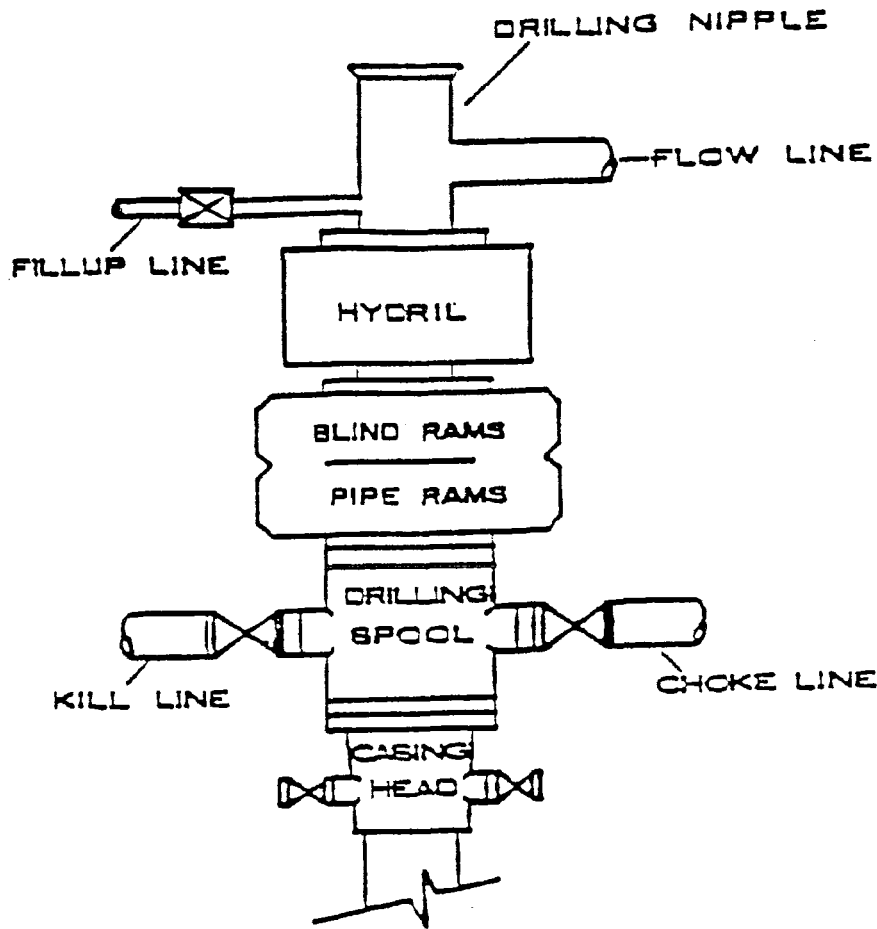 DRILLING NIPPLE
FLOW LINE
FILLUP LINE
HYDRIL
BLIND RAMS
PIPE RAMS
DRILLING
SPOOL
KILL LINE
CHOKE LINE
CASING
HEAD